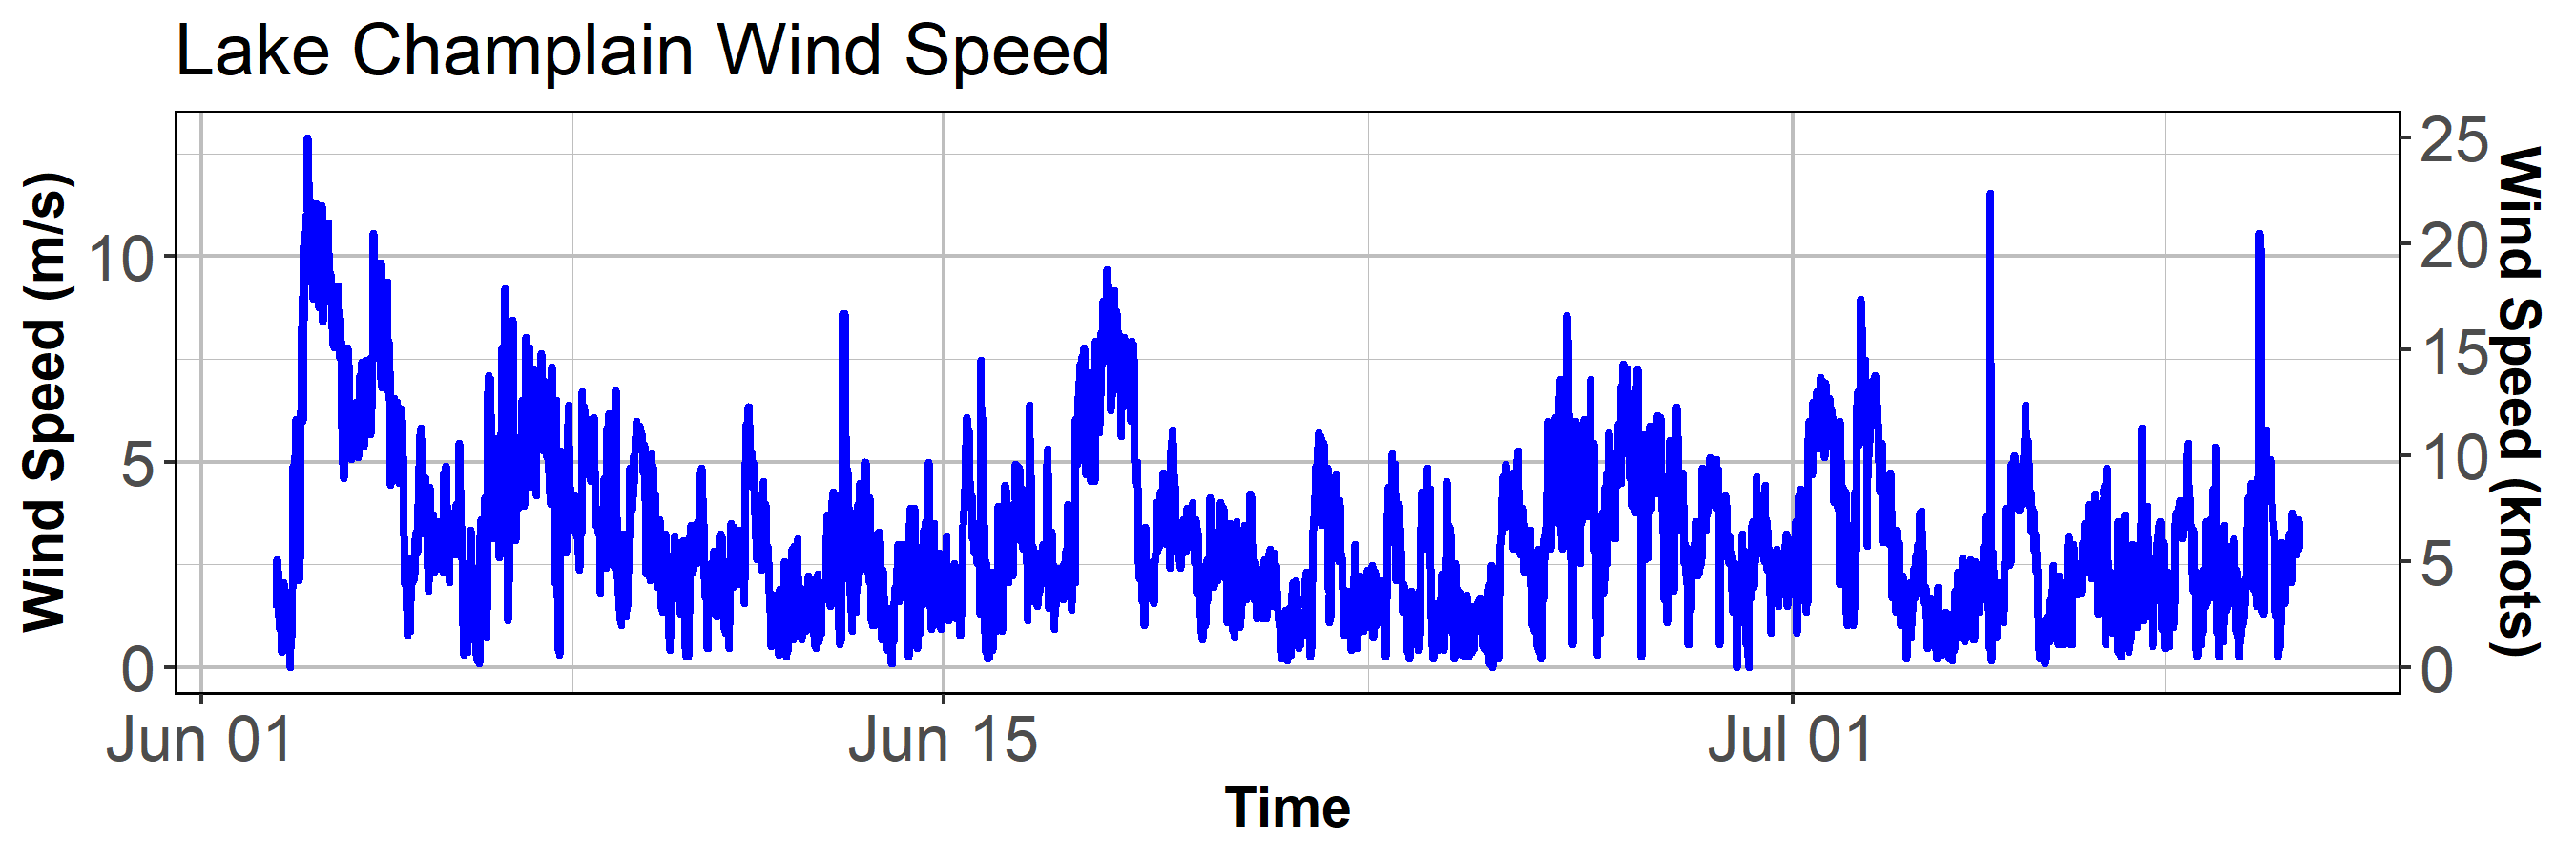 Lake Champlain Wind Speed
Wind Speed (m/s)
10
5
0
25
20
15
10
5
0
Wind Speed (knots)
Jun 01
Jun 15
Jul 01
Time